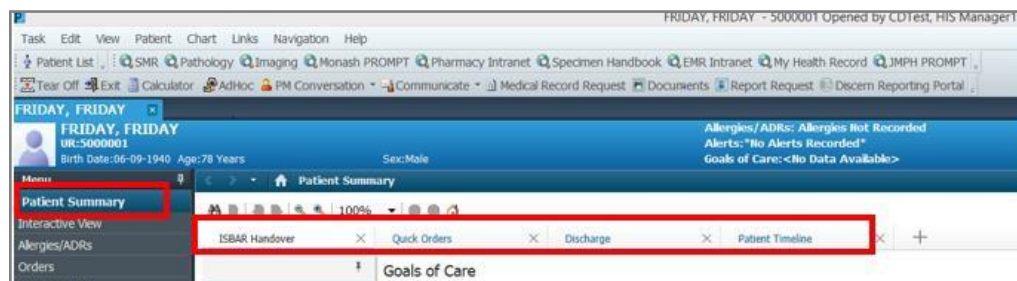 FRIDAY, FRIDAY - 5000001 Opened by CDTest, HIS ManagerT
Task Edit View Patient Chart Links Navigation Help
Patient List SMR Pathology Imaging Monash PROMPT Pharmacy Intranet Specimen Handbook EMR Intranet My Health Record JMPH PROMPT
Tear Off Exit Calculator AdHoc PM Conversation Communicate Medical Record Request Documents Report Request Discern Reporting Portal
FRIDAY, FRIDAY
FRIDAY, FRIDAY Allergies/ADRs: Allergies Not Recorded
UR:5000001 Alerts:*No Alerts Recorded*
Birth Date:06-09-1940 Age:78 Years Sex:Male Goals of Care:<No Data Available>
Menu Patient Summary
Patient Summary 100%
Interactive View
ISBAR Handover Quick Orders Discharge Patient Timeline
Allergies/ADRs
Orders Goals of Care